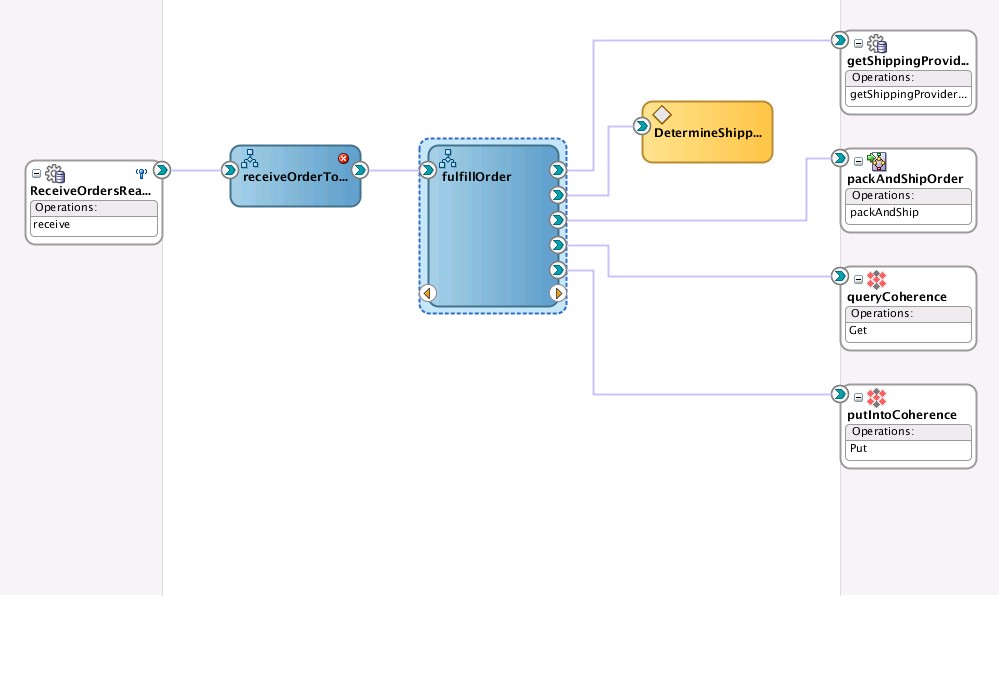 ReceiveOrdersRea...
Operations:
receive
receiveOrderTo...
fulfillOrder
DetermineShipp...
getShippingProvid...
Operations:
getShippingProvider...
packAndShipOrder
Operations:
packAndShip
queryCoherence
Operations:
Get
putIntoCoherence
Operations:
Put